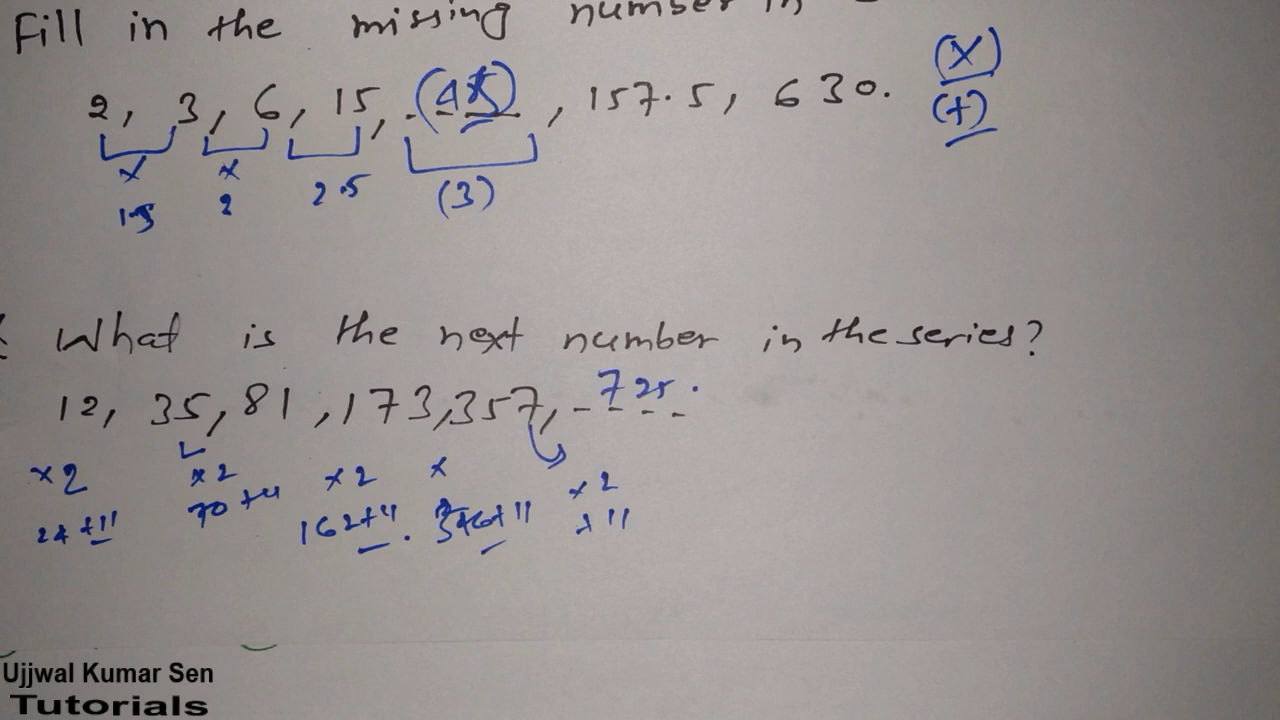 Fill in the missing number in
2, 3, 6, 15, (45), 157.5, 630.
(x)
(+)
x x
1.5 2 2.5 (3)
What is the next number in the series?
12, 35, 81, 173, 357, 725.
x2 x2 x2 x x2
24+11 70+11 162+11. 346+11 +11
Ujjwal Kumar Sen
Tutorials